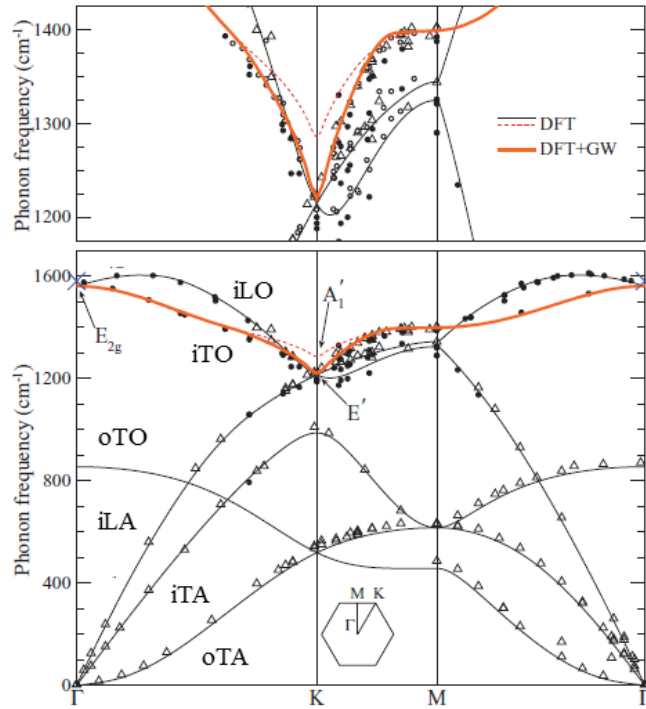 1400
1300
1200
Phonon frequency (cm⁻¹)
DFT
DFT+GW
1600
1200
800
400
0
Phonon frequency (cm⁻¹)
iLO
A₁′
E₂g
iTO
E′
oTO
iLA
iTA
oTA
M K
Γ
Γ K M Γ